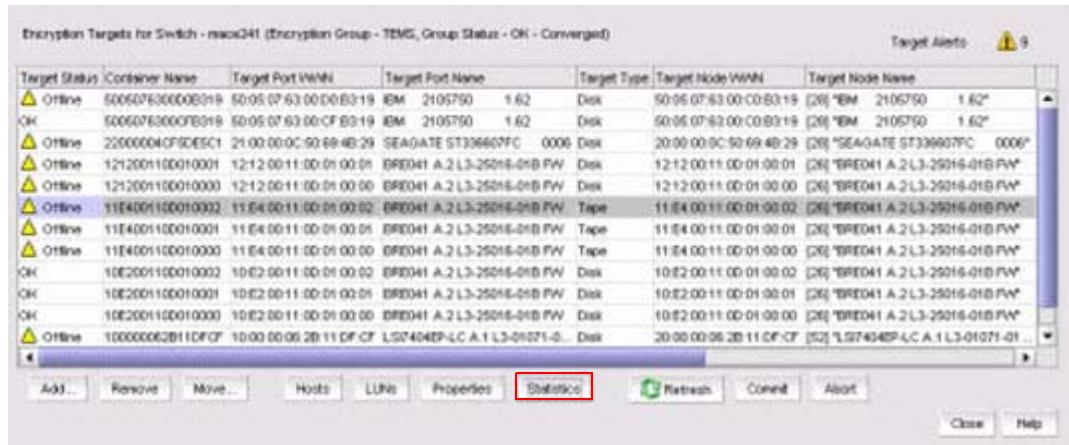 Encryption Targets for Switch - mace241 (Encryption Group - TEMS, Group Status - OK - Converged)
Target Alerts 9
Target Status Container Name Target Port WWN Target Port Name Target Type Target Node WWN Target Node Name
Offline 5005076300D0B319 50:05:07:63:00:D0:B3:19 IBM 2105750 1.62 Disk 50:05:07:63:00:C0:B3:19 [28] "IBM 2105750 1.62"
OK 5005076300CFB319 50:05:07:63:00:CF:B3:19 IBM 2105750 1.62 Disk 50:05:07:63:00:C0:B3:19 [28] "IBM 2105750 1.62"
Offline 21:00:00:0C:50:69:4B:29 SEAGATE ST336607FC 0006 Disk 20:00:00:0C:50:69:4B:29 [28] "SEAGATE ST336607FC 0006"
Offline 121200110D010001 12:12:00:11:0D:01:00:01 BRE041 A.2 L3-25016-01B FW Disk 12:12:00:11:0D:01:00:01 [26] "BRE041 A.2 L3-25016-01B FW"
Offline 121200110D010000 12:12:00:11:0D:01:00:00 BRE041 A.2 L3-25016-01B FW Disk 12:12:00:11:0D:01:00:00 [26] "BRE041 A.2 L3-25016-01B FW"
Offline 11E400110D010002 11:E4:00:11:0D:01:00:02 BRE041 A.2 L3-25016-01B FW Tape 11:E4:00:11:0D:01:00:02 [26] "BRE041 A.2 L3-25016-01B FW"
Offline 11E400110D010001 11:E4:00:11:0D:01:00:01 BRE041 A.2 L3-25016-01B FW Tape 11:E4:00:11:0D:01:00:01 [26] "BRE041 A.2 L3-25016-01B FW"
Offline 11E400110D010000 11:E4:00:11:0D:01:00:00 BRE041 A.2 L3-25016-01B FW Tape 11:E4:00:11:0D:01:00:00 [26] "BRE041 A.2 L3-25016-01B FW"
OK 10E200110D010002 10:E2:00:11:0D:01:00:02 BRE041 A.2 L3-25016-01B FW Disk 10:E2:00:11:0D:01:00:02 [26] "BRE041 A.2 L3-25016-01B FW"
OK 10E200110D010001 10:E2:00:11:0D:01:00:01 BRE041 A.2 L3-25016-01B FW Disk 10:E2:00:11:0D:01:00:01 [26] "BRE041 A.2 L3-25016-01B FW"
OK 10E200110D010000 10:E2:00:11:0D:01:00:00 BRE041 A.2 L3-25016-01B FW Disk 10:E2:00:11:0D:01:00:00 [26] "BRE041 A.2 L3-25016-01B FW"
Offline 100000062B11DFCF 10:00:00:06:2B:11:DF:CF LSI7404EP-LC A.1 L3-01071-0... Disk 20:00:00:06:2B:11:DF:CF [52] "LSI7404EP-LC A.1 L3-01071-01 ...
Add... Remove Move... Hosts LUNs Properties Statistics Refresh Commit Abort
Close Help